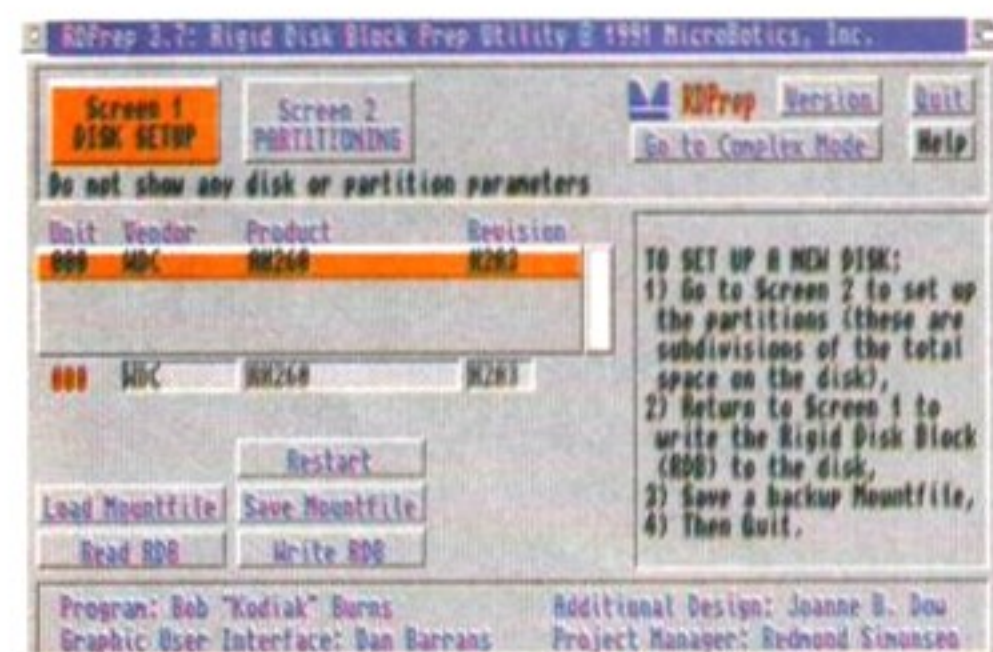 RDPrep 2.7: Rigid Disk Block Prep Utility © 1991 MicroBotics, Inc.
Screen 1
DISK SETUP
Screen 2
PARTITIONING
RDPrep
Version
Quit
Go to Complex Mode
Help
Do not show any disk or partition parameters
Unit Vendor Product Revision
000 WDC AH260 H2A3
000 WDC AH260 H2A3
Restart
Load Mountfile
Save Mountfile
Read RDB
Write RDB
TO SET UP A NEW DISK:
1) Go to Screen 2 to set up
the partitions (these are
subdivisions of the total
space on the disk),
2) Return to Screen 1 to
write the Rigid Disk Block
(RDB) to the disk,
3) Save a backup Mountfile,
4) Then Quit.
Program: Bob "Kodiak" Burns
Additional Design: Joanne B. Dow
Graphic User Interface: Dan Barrans
Project Manager: Redmond Simonsen